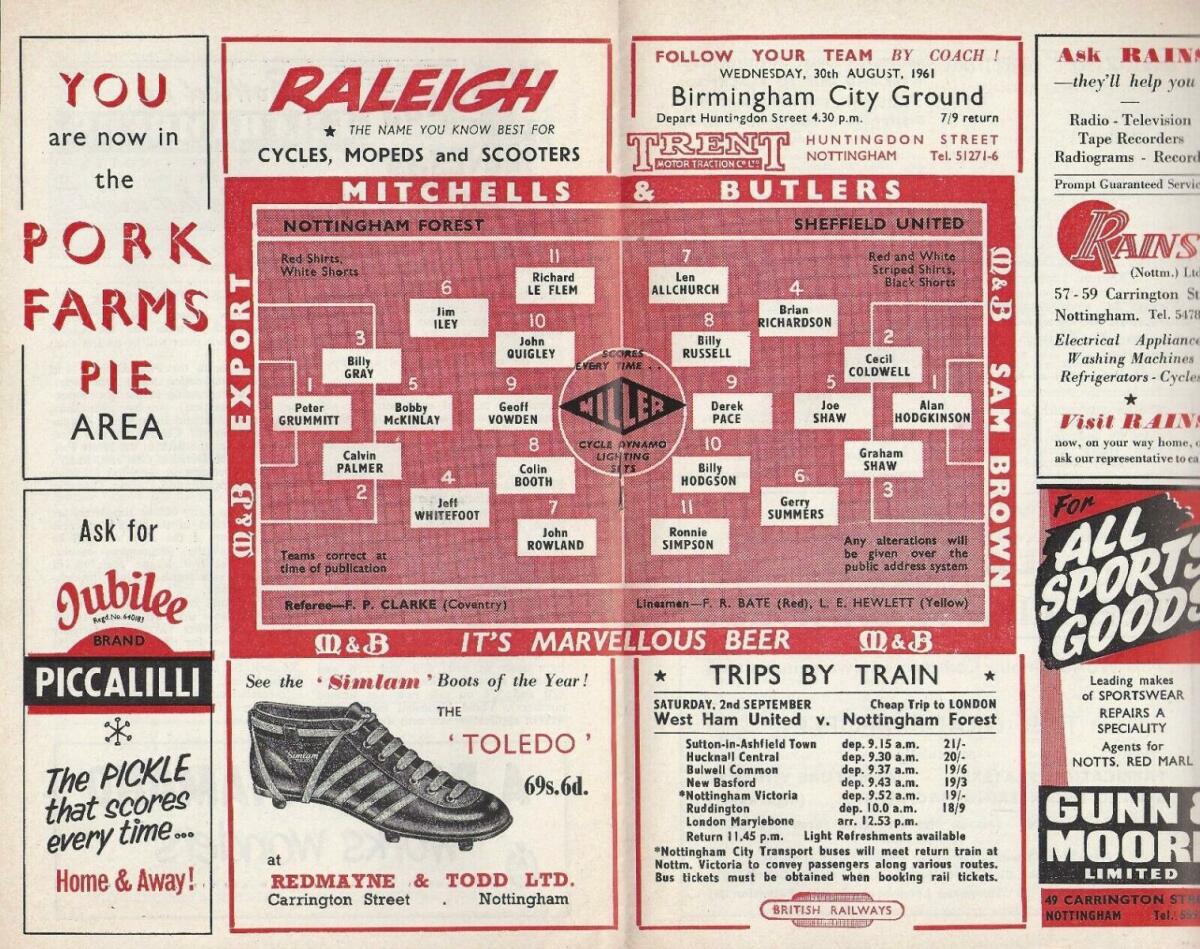 YOU
are now in
the
PORK
FARMS
PIE
AREA
Ask for
Jubilee
Regd. No. 640183
BRAND
PICCALILLI
The PICKLE
that scores
every time...
Home & Away!
RALEIGH
★ THE NAME YOU KNOW BEST FOR
CYCLES, MOPEDS and SCOOTERS
FOLLOW YOUR TEAM BY COACH!
WEDNESDAY, 30th AUGUST, 1961
Birmingham City Ground
Depart Huntingdon Street 4.30 p.m. 7/9 return
TRENT
MOTOR TRACTION CO LTD
HUNTINGDON STREET
NOTTINGHAM Tel. 51271-6
MITCHELLS & BUTLERS
M&B EXPORT
M&B SAM BROWN
NOTTINGHAM FOREST
SHEFFIELD UNITED
Red Shirts,
White Shorts
Red and White
Striped Shirts,
Black Shorts
1
Peter
GRUMMITT
3
Billy
GRAY
Calvin
PALMER
2
6
Jim
ILEY
5
Bobby
McKINLAY
4
Jeff
WHITEFOOT
11
Richard
LE FLEM
10
John
QUIGLEY
9
Geoff
VOWDEN
8
Colin
BOOTH
7
John
ROWLAND
SCORES
EVERY TIME . .
MILLER
CYCLE DYNAMO
LIGHTING
SETS
7
Len
ALLCHURCH
8
Billy
RUSSELL
9
Derek
PACE
10
Billy
HODGSON
11
Ronnie
SIMPSON
4
Brian
RICHARDSON
5
Joe
SHAW
6
Gerry
SUMMERS
2
Cecil
COLDWELL
Graham
SHAW
3
1
Alan
HODGKINSON
Teams correct at
time of publication
Any alterations will
be given over the
public address system
Referee—F. P. CLARKE (Coventry)
Linesmen—F. R. BATE (Red), L. E. HEWLETT (Yellow)
M&B IT'S MARVELLOUS BEER M&B
See the 'Simlam' Boots of the Year!
THE
'TOLEDO'
69s.6d.
Simlam
at
REDMAYNE & TODD LTD.
Carrington Street . Nottingham
★ TRIPS BY TRAIN ★
SATURDAY, 2nd SEPTEMBER Cheap Trip to LONDON
West Ham United v. Nottingham Forest
Sutton-in-Ashfield Town dep. 9.15 a.m. 21/-
Hucknall Central dep. 9.30 a.m. 20/-
Bulwell Common dep. 9.37 a.m. 19/6
New Basford dep. 9.43 a.m. 19/3
*Nottingham Victoria dep. 9.52 a.m. 19/-
Ruddington dep. 10.0 a.m. 18/9
London Marylebone arr. 12.53 p.m.
Return 11.45 p.m. Light Refreshments available
*Nottingham City Transport buses will meet return train at
Nottm. Victoria to convey passengers along various routes.
Bus tickets must be obtained when booking rail tickets.
BRITISH RAILWAYS
Ask RAINS
—they'll help you
Radio - Television
Tape Recorders
Radiograms - Record
Prompt Guaranteed
RAINS
(Nottm.)
57-59 Carrington
Nottingham. Tel.
Electrical
Washing Machines
Refrigerators -
★
Visit RAINS
now, on your way home,
ask our representative to
For
ALL
SPORTS
GOODS
Leading makes
of SPORTSWEAR
REPAIRS A
SPECIALITY
Agents for
NOTTS. RED MARL
GUNN &
MOOR
LIMITED
49 CARRINGTON
NOTTINGHAM Tel.